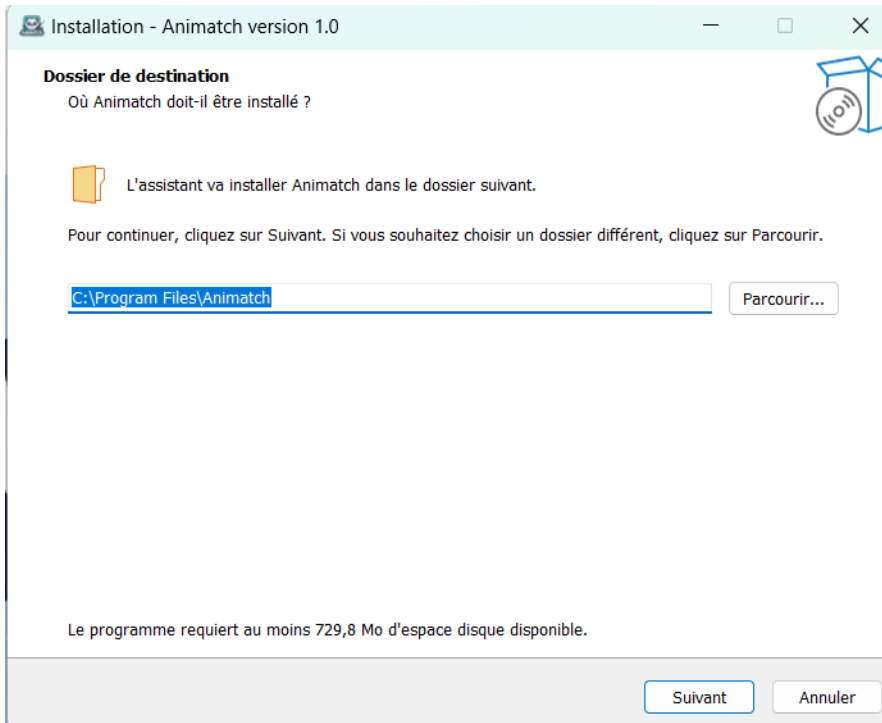 Installation - Animatch version 1.0
Dossier de destination
Où Animatch doit-il être installé ?
L'assistant va installer Animatch dans le dossier suivant.
Pour continuer, cliquez sur Suivant. Si vous souhaitez choisir un dossier différent, cliquez sur Parcourir.
C:\Program Files\Animatch
Parcourir...
Le programme requiert au moins 729,8 Mo d'espace disque disponible.
Suivant
Annuler